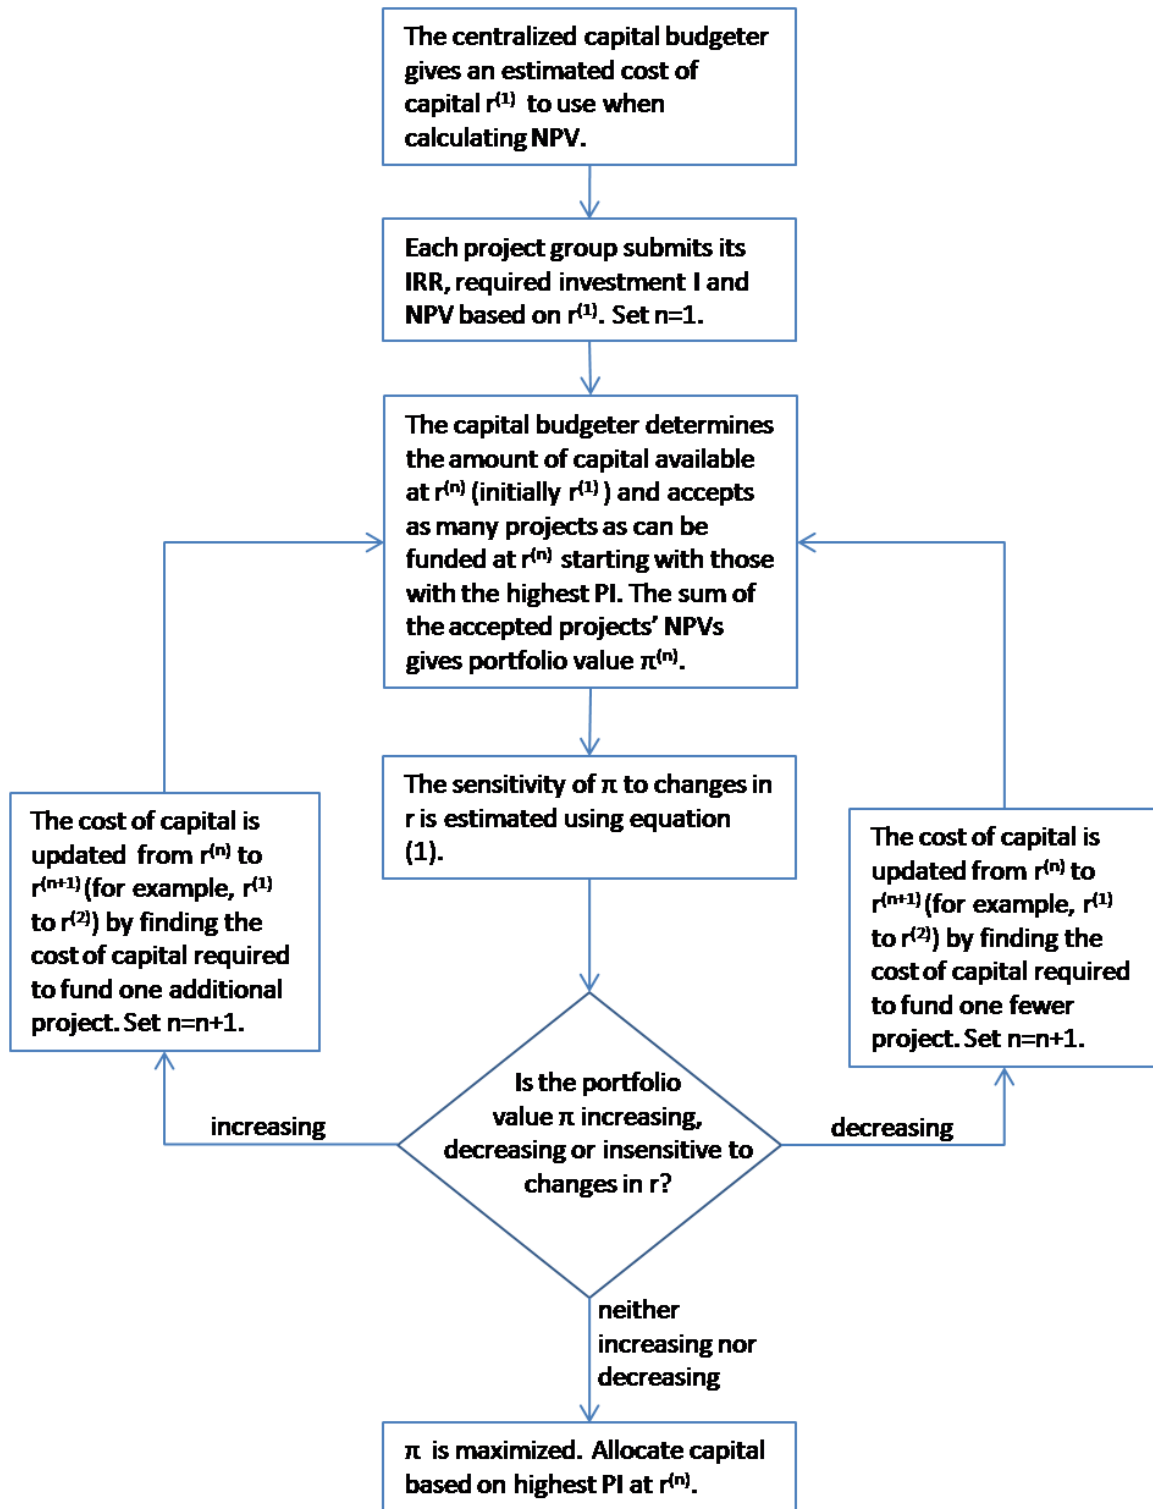 The centralized capital budgeter
gives an estimated cost of
capital r⁽¹⁾ to use when
calculating NPV.
Each project group submits its
IRR, required investment I and
NPV based on r⁽¹⁾. Set n=1.
The capital budgeter determines
the amount of capital available
at r⁽ⁿ⁾ (initially r⁽¹⁾ ) and accepts
as many projects as can be
funded at r⁽ⁿ⁾ starting with those
with the highest PI. The sum of
the accepted projects’ NPVs
gives portfolio value π⁽ⁿ⁾.
The sensitivity of π to changes in
r is estimated using equation
(1).
The cost of capital is
updated from r⁽ⁿ⁾ to
r⁽ⁿ⁺¹⁾ (for example, r⁽¹⁾
to r⁽²⁾) by finding the
cost of capital required
to fund one additional
project. Set n=n+1.
The cost of capital is
updated from r⁽ⁿ⁾ to
r⁽ⁿ⁺¹⁾ (for example, r⁽¹⁾
to r⁽²⁾) by finding the
cost of capital required
to fund one fewer
project. Set n=n+1.
Is the portfolio
value π increasing,
decreasing or insensitive to
changes in r?
increasing
decreasing
neither
increasing nor
decreasing
π is maximized. Allocate capital
based on highest PI at r⁽ⁿ⁾.